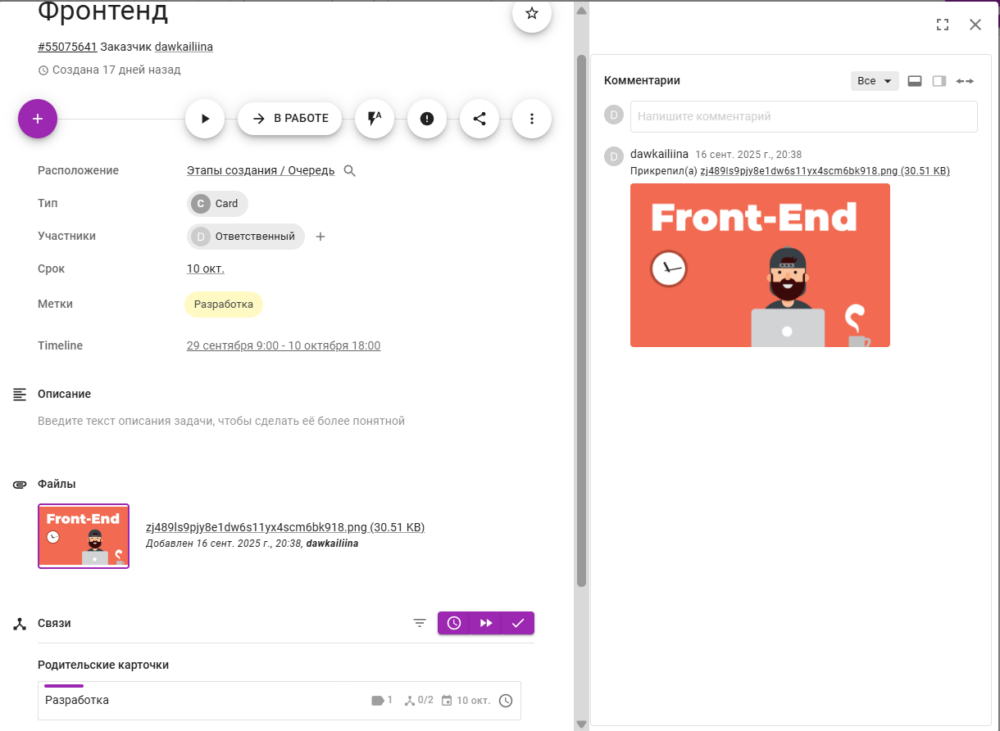 Фронтенд
#55075641 Заказчик dawkailiina
Создана 17 дней назад
В РАБОТЕ
Расположение Этапы создания / Очередь
Тип C Card
Участники D Ответственный
Срок 10 окт.
Метки Разработка
Timeline 29 сентября 9:00 - 10 октября 18:00
Описание
Введите текст описания задачи, чтобы сделать её более понятной
Файлы
Front-End
zj489ls9pjy8e1dw6s11yx4scm6bk918.png (30.51 KB)
Добавлен 16 сент. 2025 г., 20:38, dawkailiina
Связи
Родительские карточки
Разработка 1 0/2 10 окт.
Комментарии Все
D Напишите комментарий
D dawkailiina 16 сент. 2025 г., 20:38
Прикрепил(а) zj489ls9pjy8e1dw6s11yx4scm6bk918.png (30.51 KB)
Front-End